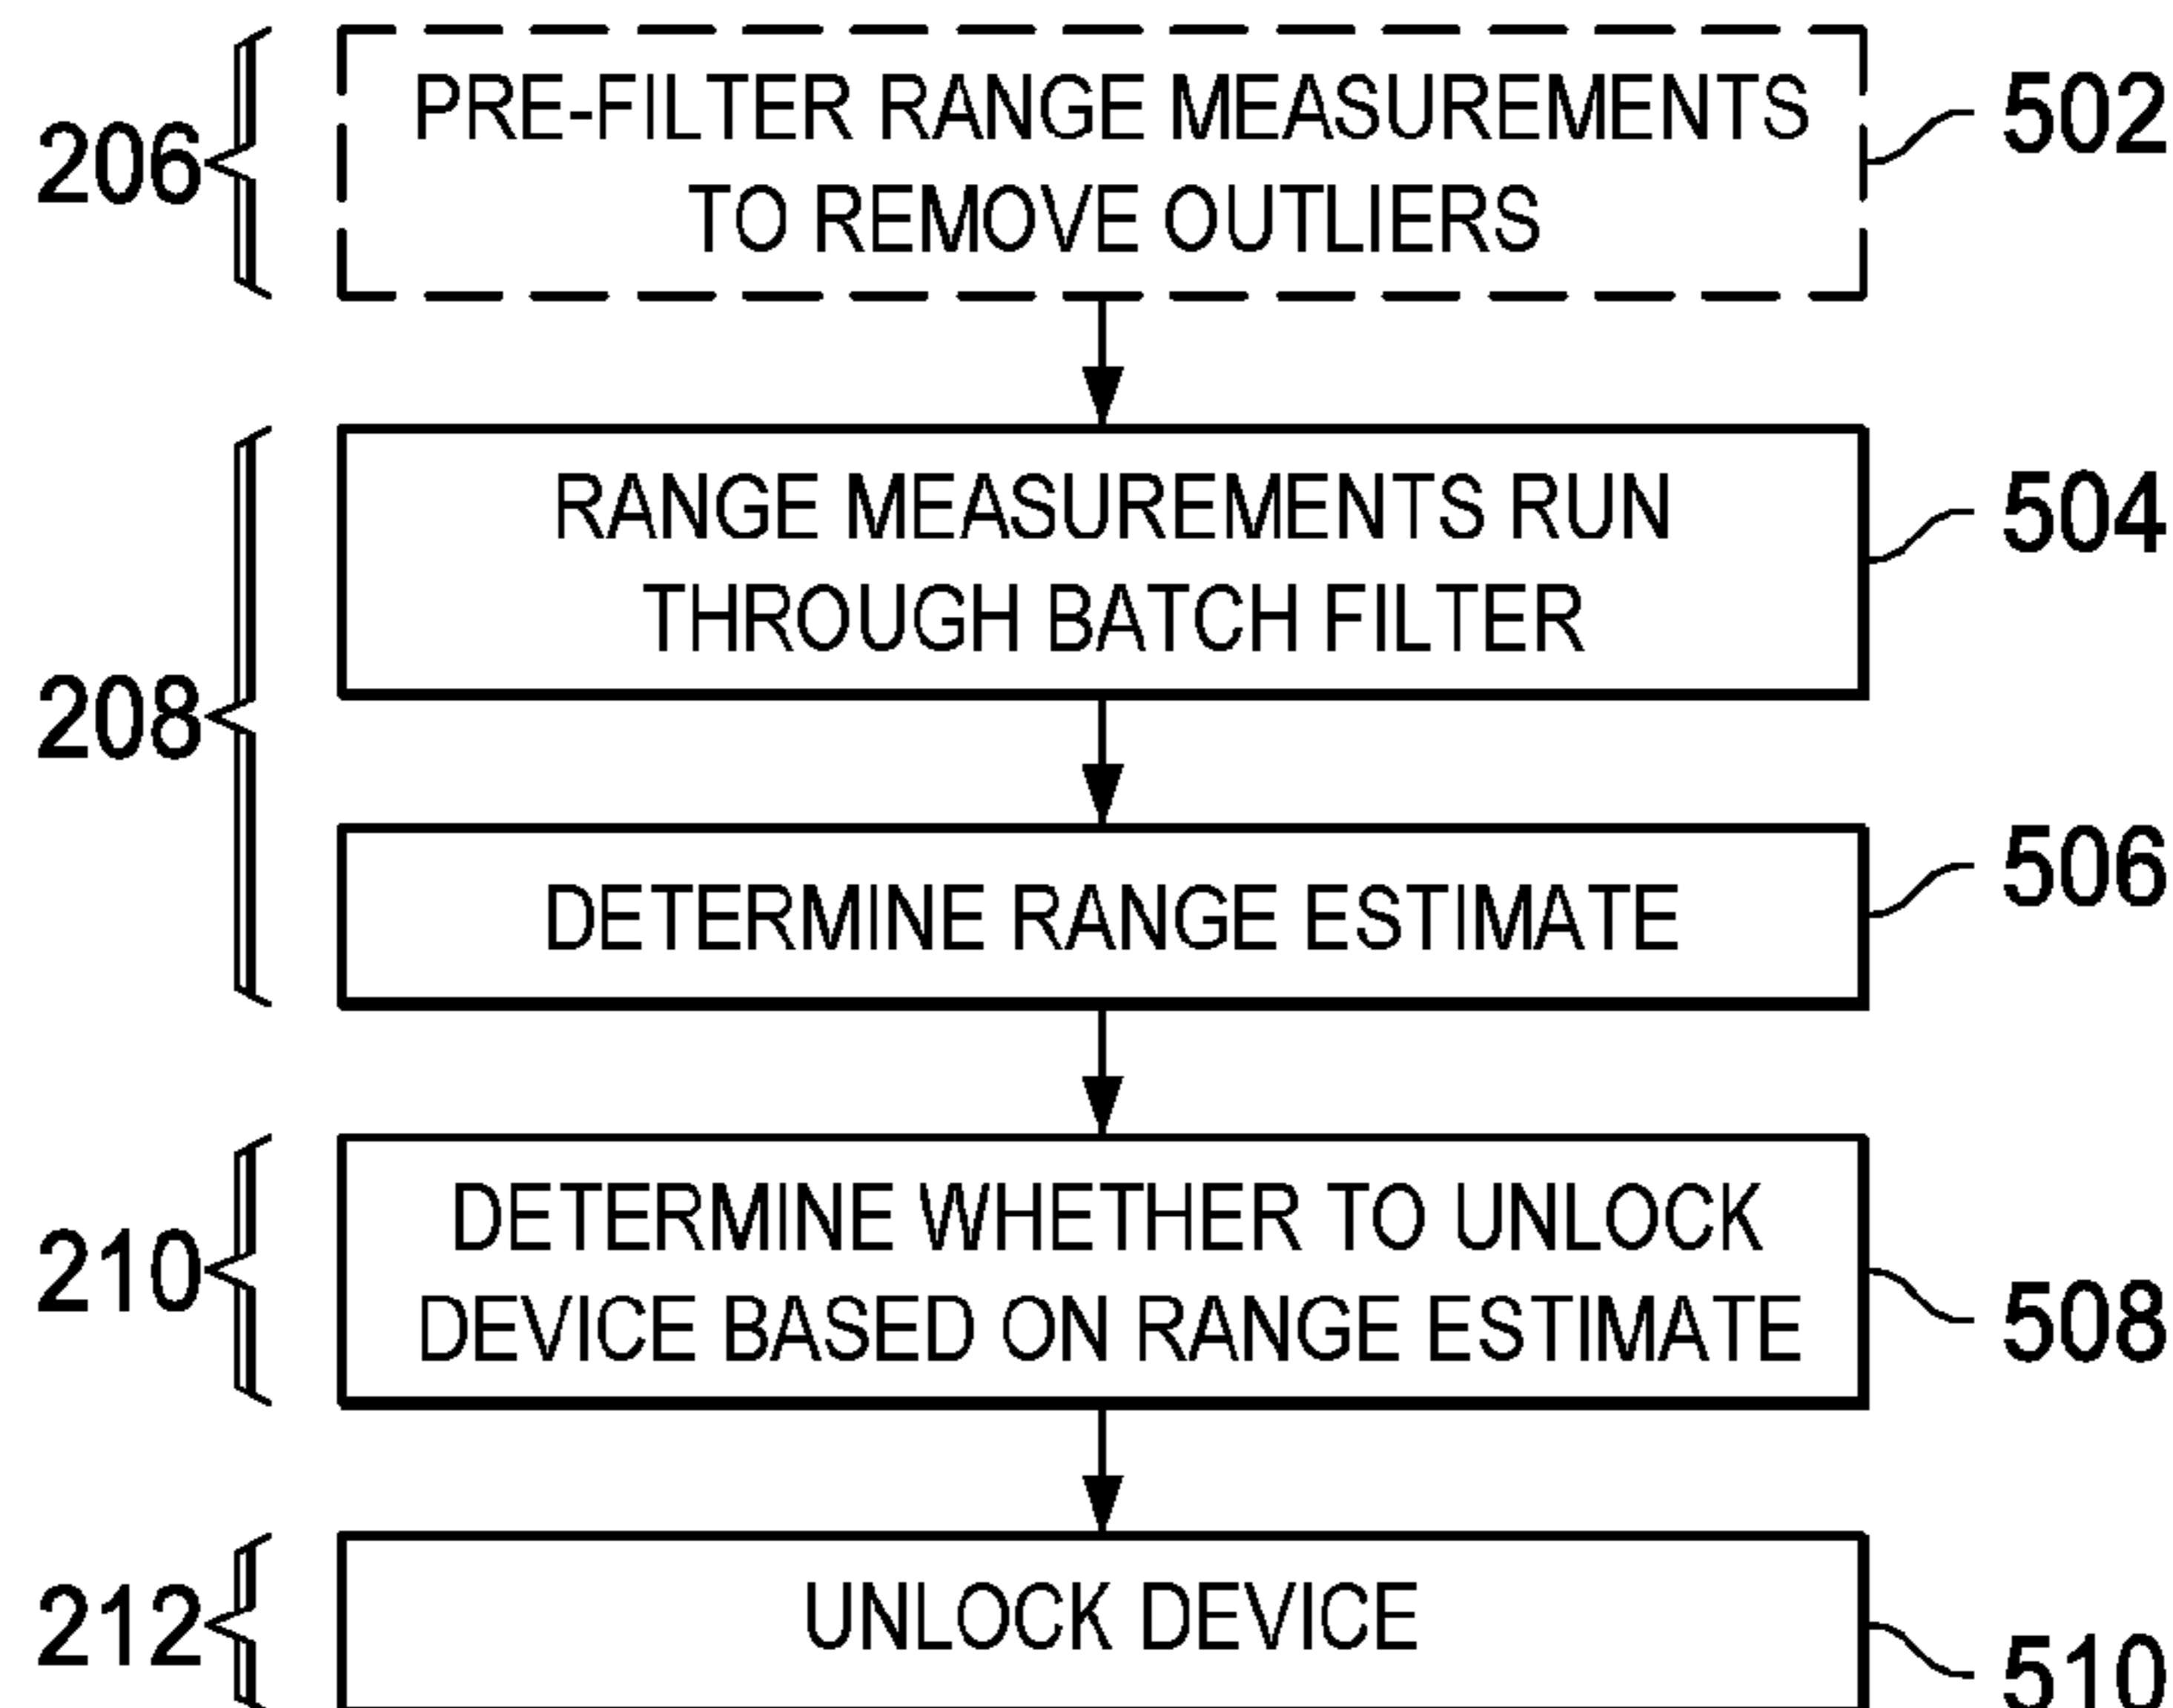 206
PRE-FILTER RANGE MEASUREMENTS
TO REMOVE OUTLIERS
502
208
RANGE MEASUREMENTS RUN
THROUGH BATCH FILTER
504
DETERMINE RANGE ESTIMATE
506
210
DETERMINE WHETHER TO UNLOCK
DEVICE BASED ON RANGE ESTIMATE
508
212
UNLOCK DEVICE
510